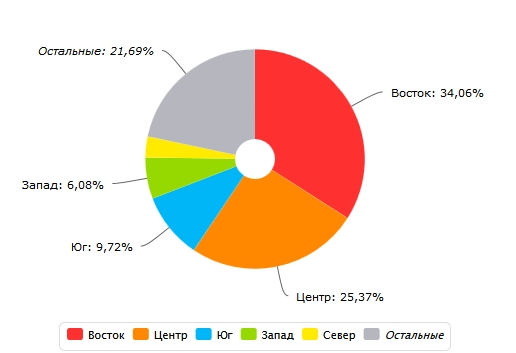 Остальные: 21,69%
Восток: 34,06%
Запад: 6,08%
Юг: 9,72%
Центр: 25,37%
Восток Центр Юг Запад Север Остальные